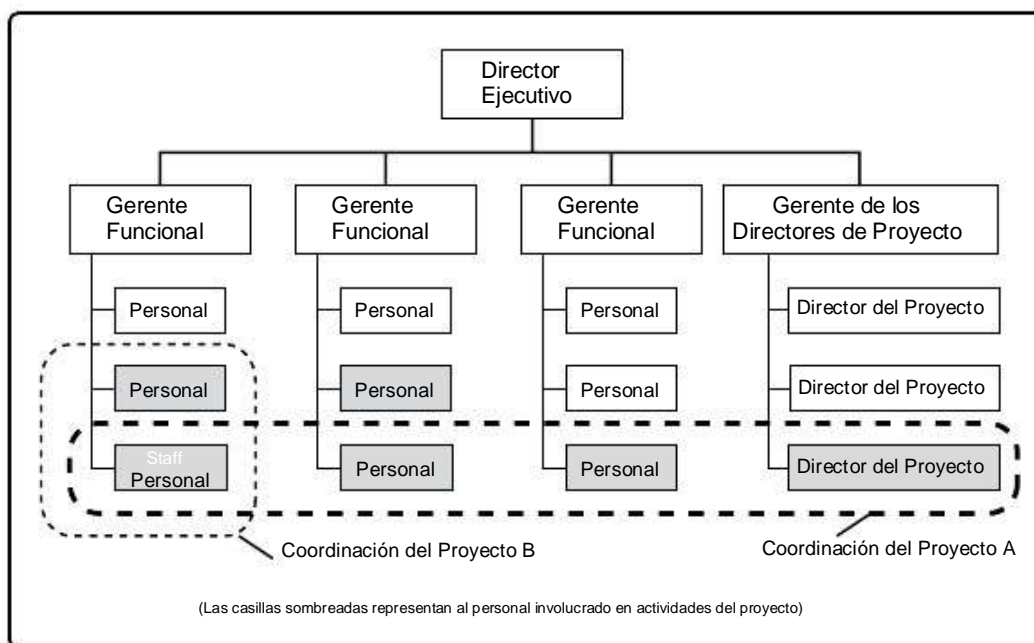 Director
Ejecutivo
Gerente
Funcional
Gerente
Funcional
Gerente
Funcional
Gerente de los
Directores de Proyecto
Personal
Personal
Personal
Director del Proyecto
Personal
Personal
Personal
Director del Proyecto
Staff
Personal
Personal
Personal
Director del Proyecto
Coordinación del Proyecto B
Coordinación del Proyecto A
(Las casillas sombreadas representan al personal involucrado en actividades del proyecto)